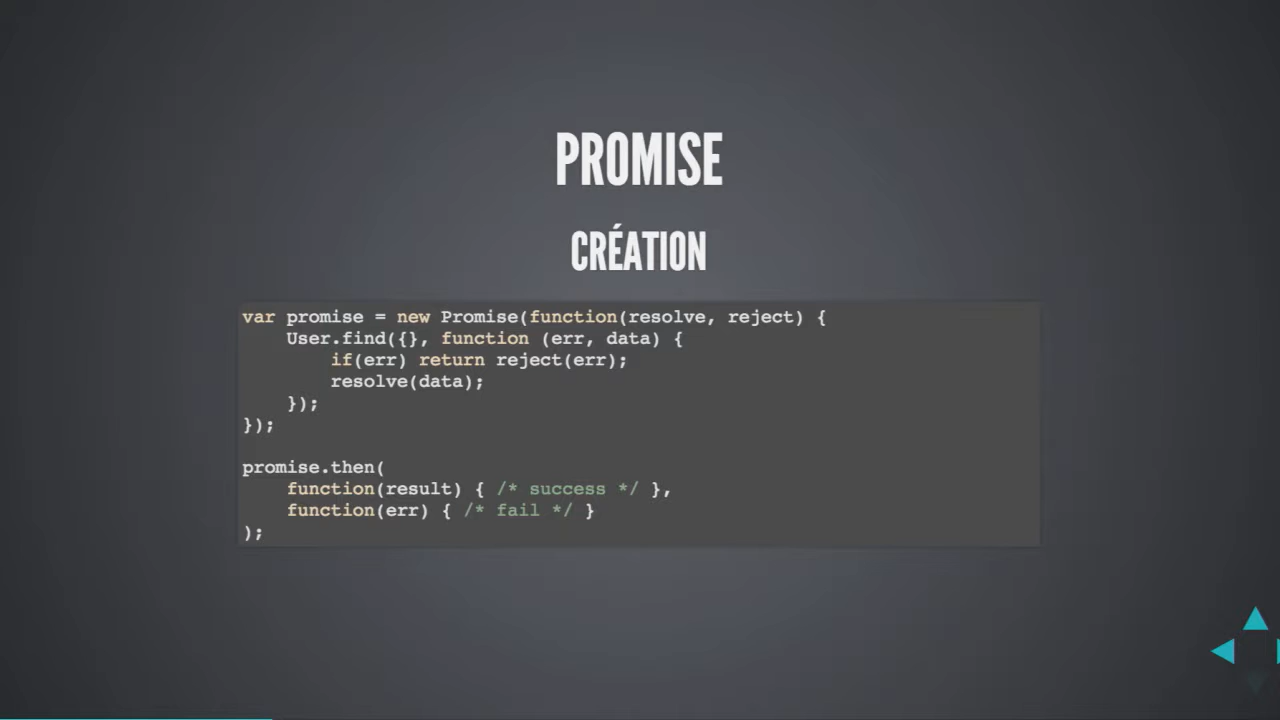 PROMISE
CRÉATION
var promise = new Promise(function(resolve, reject) {
    User.find({}, function (err, data) {
        if(err) return reject(err);
        resolve(data);
    });
});

promise.then(
    function(result) { /* success */ },
    function(err) { /* fail */ }
);